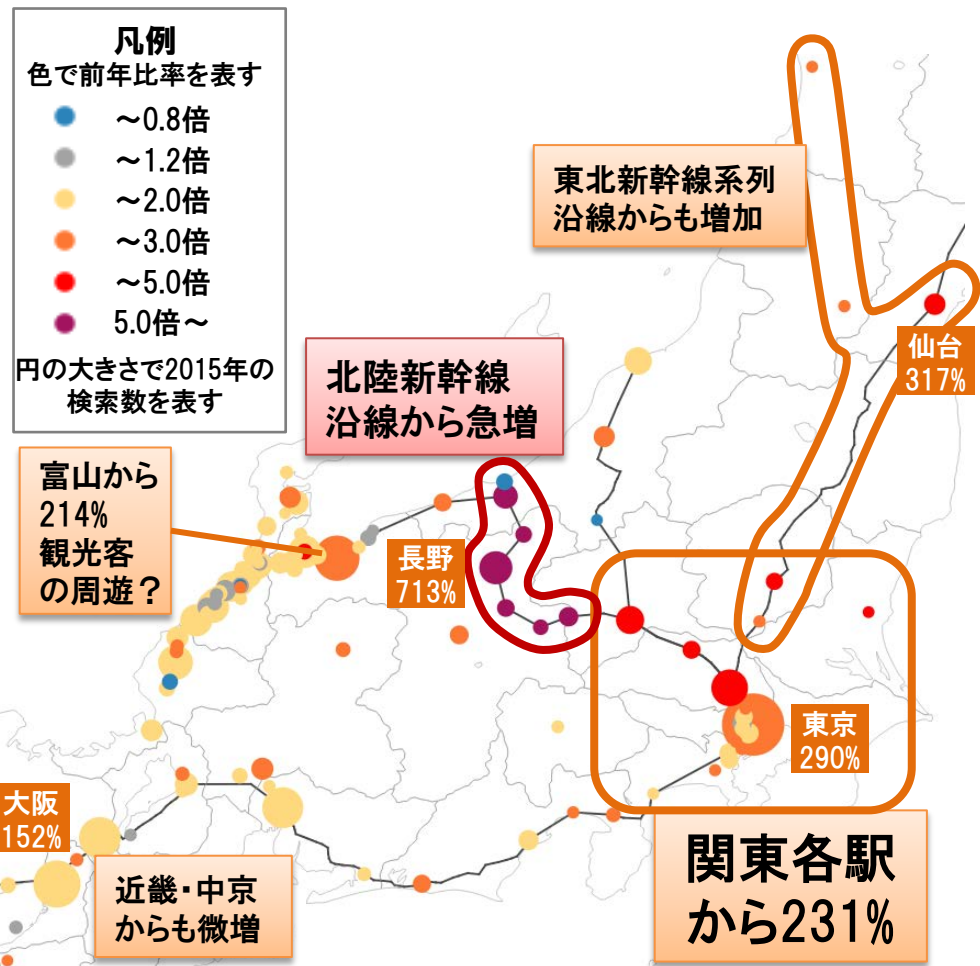 凡例
色で前年比率を表す
～0.8倍
～1.2倍
～2.0倍
～3.0倍
～5.0倍
5.0倍～
円の大きさで2015年の
検索数を表す
東北新幹線系列
沿線からも増加
仙台
317%
北陸新幹線
沿線から急増
富山から
214%
観光客
の周遊？
長野
713%
東京
290%
大阪
152%
近畿・中京
からも微増
関東各駅
から231%